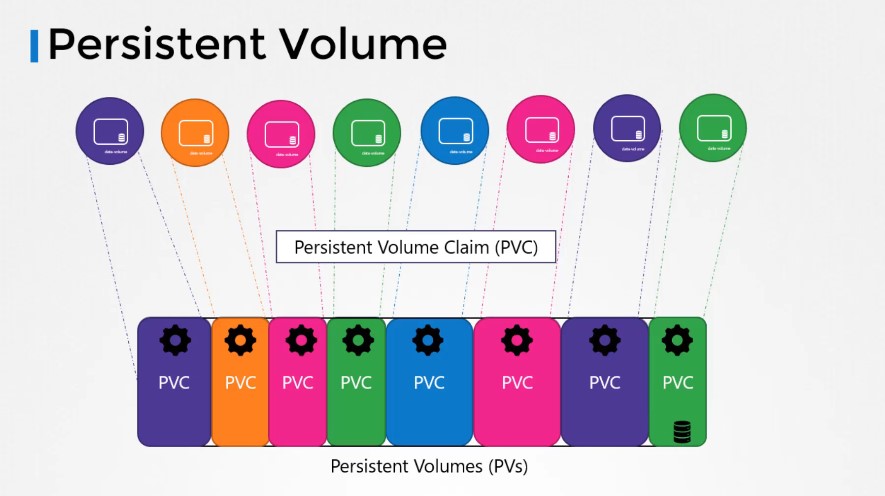 Persistent Volume
data volume
data volume
data volume
data volume
data volume
data volume
data volume
data volume
Persistent Volume Claim (PVC)
PVC
PVC
PVC
PVC
PVC
PVC
PVC
PVC
Persistent Volumes (PVs)